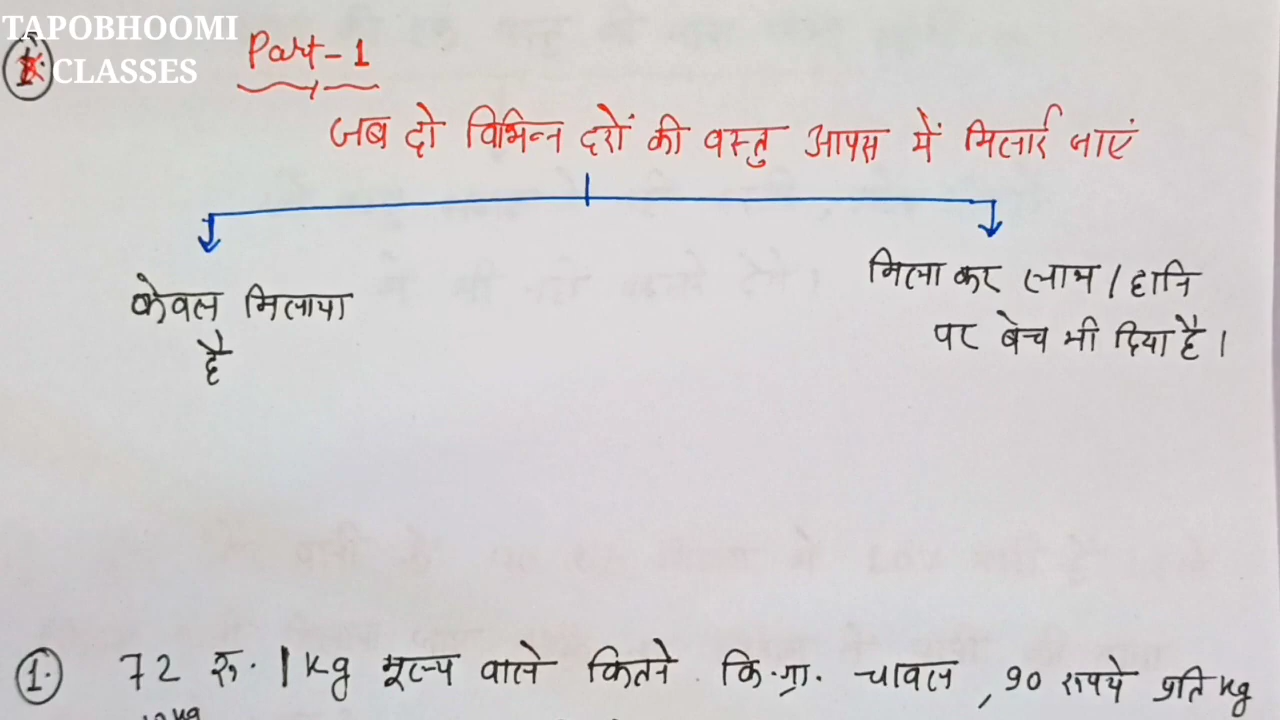 TAPOBHOOMI
CLASSES
Part-1
जब दो विभिन्न दरों की वस्तु आपस में मिलाई जाएं
केवल मिलाया
है
मिला कर लाभ / हानि
पर बेच भी दिया है।
1. 72 रु. / kg मूल्य वाले कितने कि.ग्रा. चावल , 90 रुपये प्रति kg